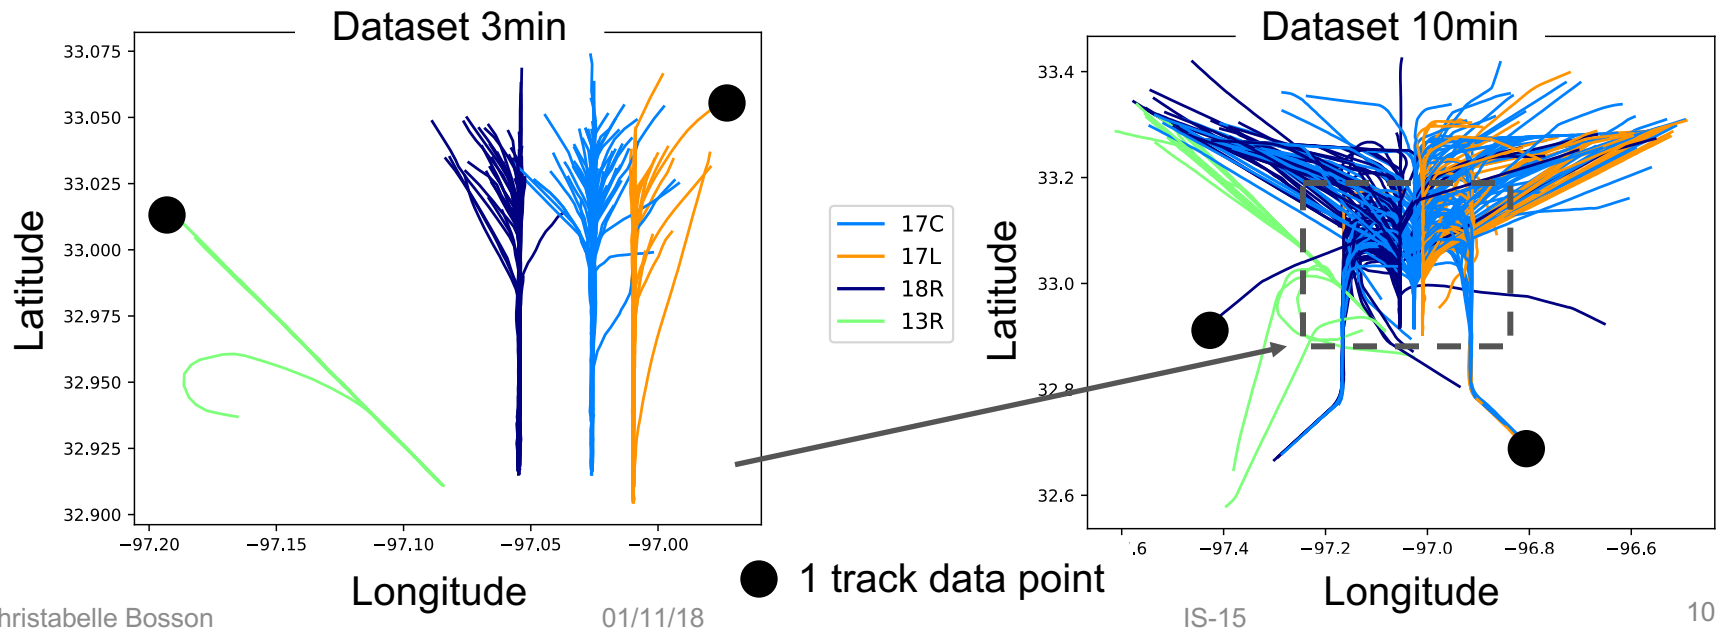 Dataset 3min
33.075
33.050
33.025
33.000
32.975
32.950
32.925
32.900
Latitude
−97.20
−97.15
−97.10
−97.05
−97.00
Longitude
17C
17L
18R
13R
Dataset 10min
33.4
33.2
33.0
32.8
32.6
Latitude
.6
−97.4
−97.2
−97.0
−96.8
−96.6
Longitude
1 track data point
hristabelle Bosson
01/11/18
IS-15
10